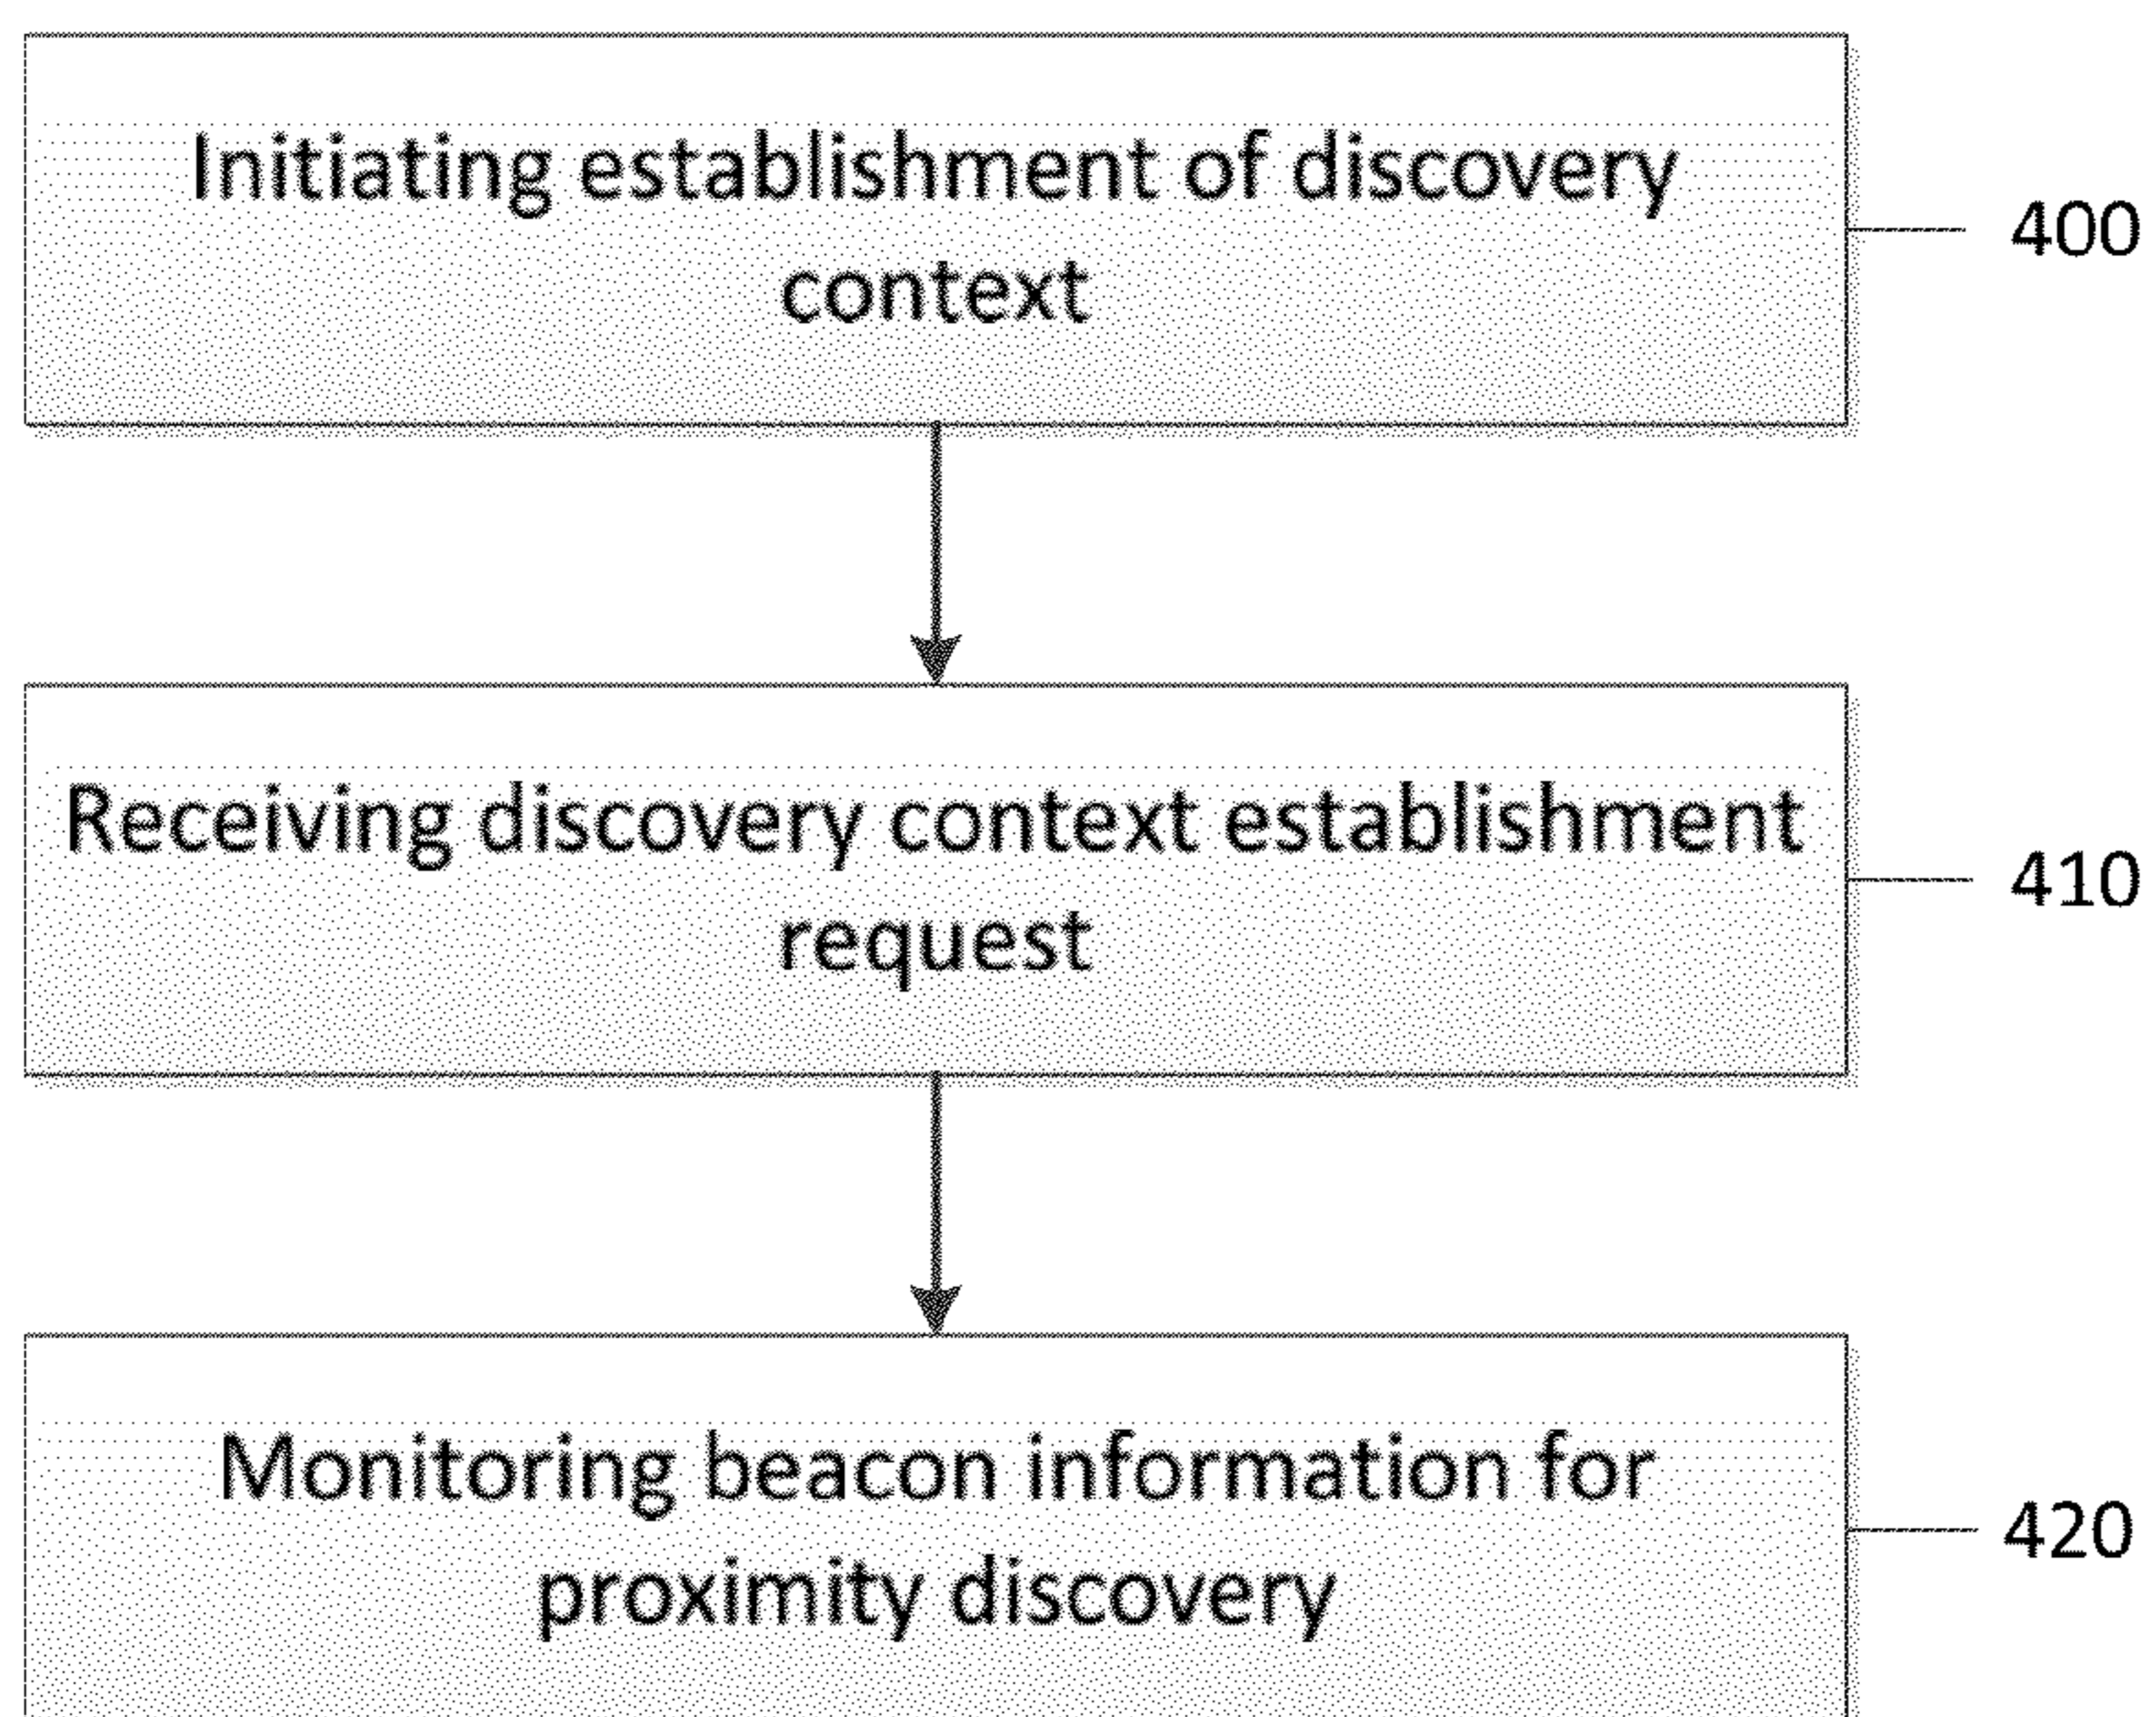 Initiating establishment of discovery
context
400
Receiving discovery context establishment
request
410
Monitoring beacon information for
proximity discovery
420